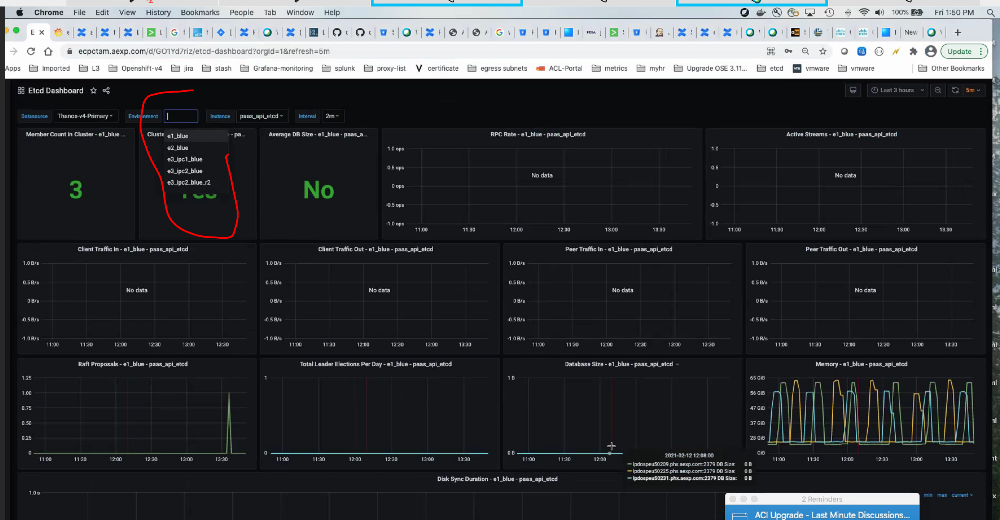 Chrome File Edit View History Bookmarks People Tab Window Help 100% Fri 1:50 PM
New
ecpctam.aexp.com/d/GO1Yd7riz/etcd-dashboard?orgId=1&refresh=5m Update
Apps Imported L3 Openshift-v4 jira stash Grafana-monitoring splunk proxy-list certificate egress subnets ACL-Portal metrics myhr Upgrade OSE 3.11... etcd vmware vmware Other Bookmarks
Etcd Dashboard Last 3 hours 5m
Datasource Thanos-v4-Primary Environment Instance paas_api_etcd Interval 2m
e1_blue
e2_blue
e3_ipc1_blue
e3_ipc2_blue
e3_ipc2_blue_r2
Member Count in Cluster - e1_blue ...
3
Cluste - pa...
Average DB Size - e1_blue - paas_a...
No
RPC Rate - e1_blue - paas_api_etcd
1.0 ops
0.5 ops
0 ops
-0.5 ops
-1.0 ops
No data
11:00 11:30 12:00 12:30 13:00 13:30
Active Streams - e1_blue - paas_api_etcd
1.0
0.5
0
-0.5
-1.0
No data
11:00 11:30 12:00 12:30 13:00 13:30
Client Traffic In - e1_blue - paas_api_etcd
1.0 B/s
0.5 B/s
0 B/s
-0.5 B/s
-1.0 B/s
No data
11:00 11:30 12:00 12:30 13:00 13:30
Client Traffic Out - e1_blue - paas_api_etcd
1.0 B/s
0.5 B/s
0 B/s
-0.5 B/s
-1.0 B/s
No data
11:00 11:30 12:00 12:30 13:00 13:30
Peer Traffic In - e1_blue - paas_api_etcd
1.0 B/s
0.5 B/s
0 B/s
-0.5 B/s
-1.0 B/s
No data
11:00 11:30 12:00 12:30 13:00 13:30
Peer Traffic Out - e1_blue - paas_api_etcd
1.0 B/s
0.5 B/s
0 B/s
-0.5 B/s
-1.0 B/s
No data
11:00 11:30 12:00 12:30 13:00 13:30
Raft Proposals - e1_blue - paas_api_etcd
1.25
1.00
0.75
0.50
0.25
0
11:00 11:30 12:00 12:30 13:00 13:30
Total Leader Elections Per Day - e1_blue - paas_api_etcd
1
0
11:00 11:30 12:00 12:30 13:00 13:30
Database Size - e1_blue - paas_api_etcd
1 B
0 B
11:00 11:30 12:00
2021-02-12 12:08:00
lpdospeu50209.phx.aexp.com:2379 DB Size: 0 B
lpdospeu50225.phx.aexp.com:2379 DB Size: 0 B
lpdospeu50231.phx.aexp.com:2379 DB Size: 0 B
Memory - e1_blue - paas_api_etcd
65 GiB
56 GiB
47 GiB
37 GiB
28 GiB
GiB
11:00 11:30 12:00 12:30 13:00 13:30
Disk Sync Duration - e1_blue - paas_api_etcd
1.0 s
min max current
2 Reminders
ACI Upgrade - Last Minute Discussions...